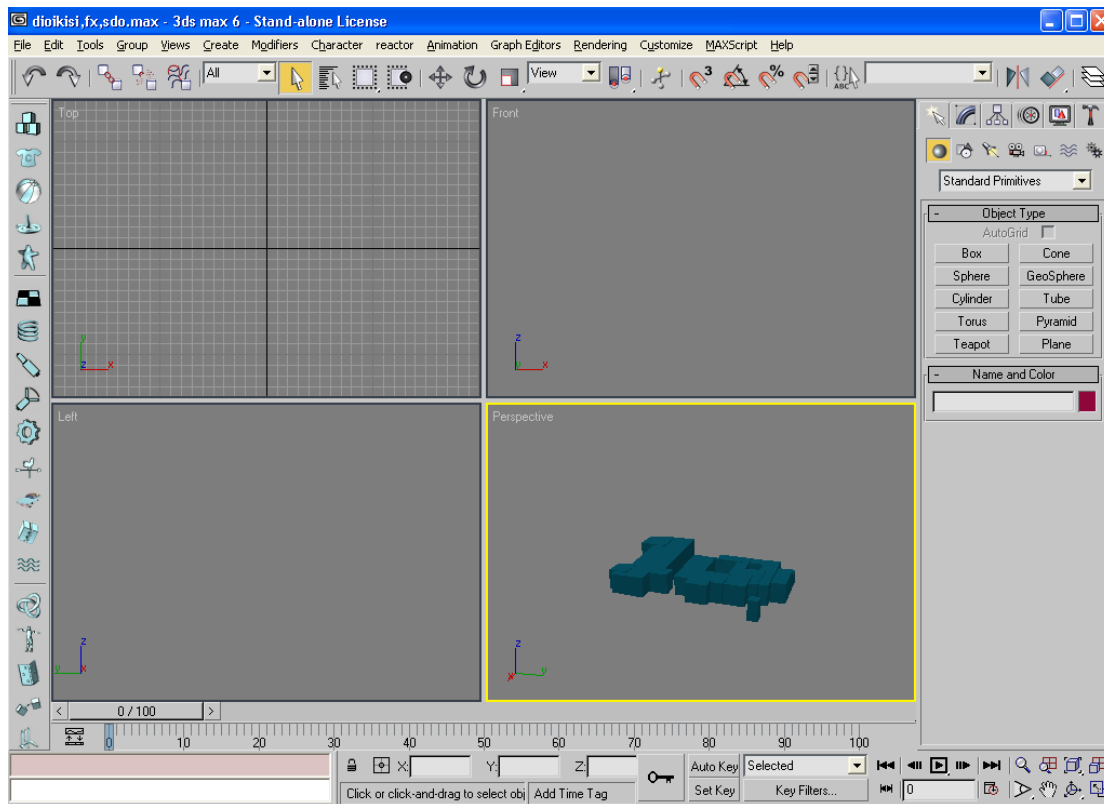 dioikisi,fx,sdo.max - 3ds max 6 - Stand-alone License
File Edit Tools Group Views Create Modifiers Character reactor Animation Graph Editors Rendering Customize MAXScript Help
All View ABC
Top Front
Standard Primitives
- Object Type
AutoGrid
Box Cone
Sphere GeoSphere
Cylinder Tube
Torus Pyramid
Teapot Plane
- Name and Color
y z
z x y x
Left Perspective
z z
y x x y
< 0 / 100 >
0 10 20 30 40 50 60 70 80 90 100
X: Y: Z: Auto Key Selected
Click or click-and-drag to select obj Add Time Tag Set Key Key Filters... 0